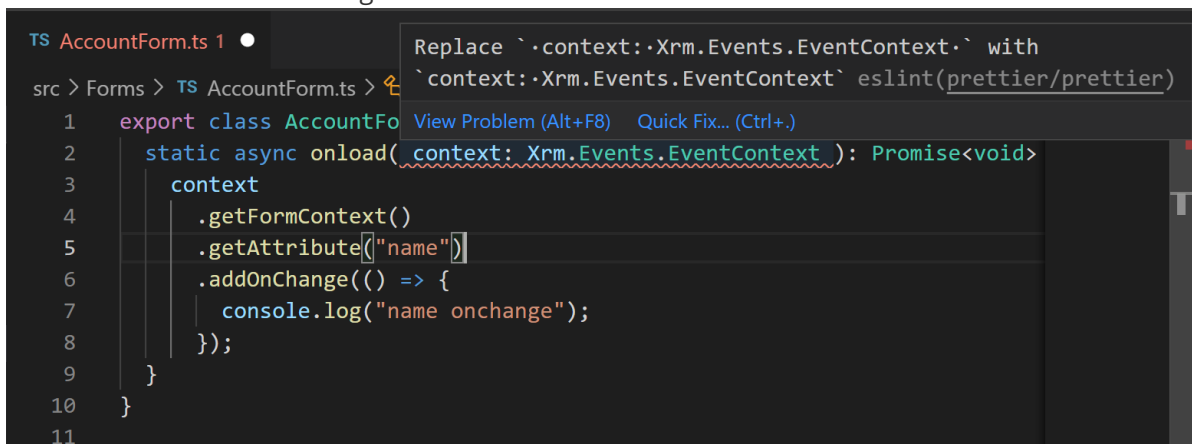 TS AccountForm.ts 1 ●
Replace `·context:·Xrm.Events.EventContext·` with
`context:·Xrm.Events.EventContext` eslint(prettier/prettier)
View Problem (Alt+F8) Quick Fix... (Ctrl+.)
src > Forms > TS AccountForm.ts >
1 export class AccountFo
2 static async onload( context: Xrm.Events.EventContext ): Promise<void>
3 context
4 .getFormContext()
5 .getAttribute("name")
6 .addOnChange(() => {
7 console.log("name onchange");
8 });
9 }
10 }
11